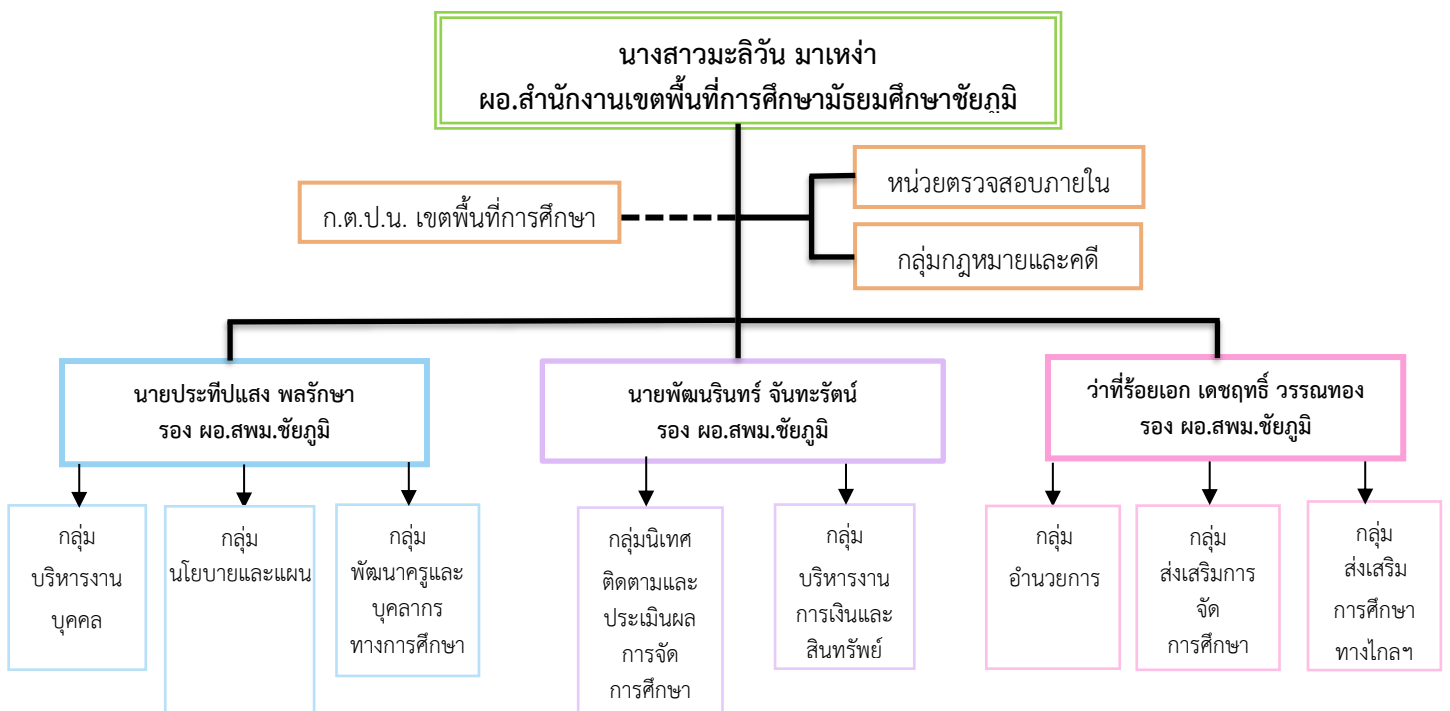 นางสาวมะลิวัน มาเหง่า
ผอ.สำนักงานเขตพื้นที่การศึกษามัธยมศึกษาชัยภูมิ
หน่วยตรวจสอบภายใน
ก.ต.ป.น. เขตพื้นที่การศึกษา
กลุ่มกฎหมายและคดี
นายประทีปแสง พลรักษา
รอง ผอ.สพม.ชัยภูมิ
นายพัฒนรินทร์ จันทะรัตน์
รอง ผอ.สพม.ชัยภูมิ
ว่าที่ร้อยเอก เดชฤทธิ์ วรรณทอง
รอง ผอ.สพม.ชัยภูมิ
กลุ่ม
บริหารงาน
บุคคล
กลุ่ม
นโยบายและแผน
กลุ่ม
พัฒนาครูและ
บุคลากร
ทางการศึกษา
กลุ่มนิเทศ
ติดตามและ
ประเมินผล
การจัด
การศึกษา
กลุ่ม
บริหารงาน
การเงินและ
สินทรัพย์
กลุ่ม
อำนวยการ
กลุ่ม
ส่งเสริมการ
จัด
การศึกษา
กลุ่ม
ส่งเสริม
การศึกษา
ทางไกลฯ